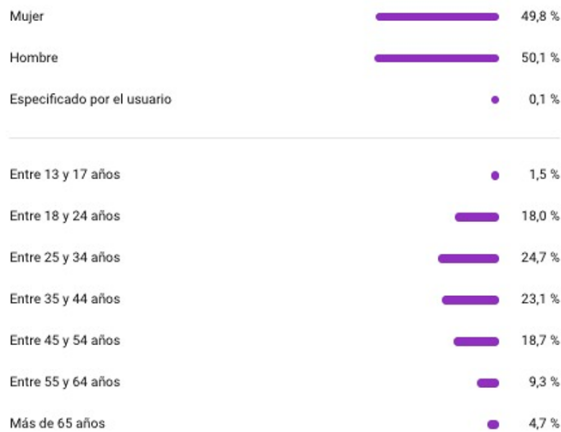 Mujer 49,8 %
Hombre 50,1 %
Especificado por el usuario 0,1 %
Entre 13 y 17 años 1,5 %
Entre 18 y 24 años 18,0 %
Entre 25 y 34 años 24,7 %
Entre 35 y 44 años 23,1 %
Entre 45 y 54 años 18,7 %
Entre 55 y 64 años 9,3 %
Más de 65 años 4,7 %